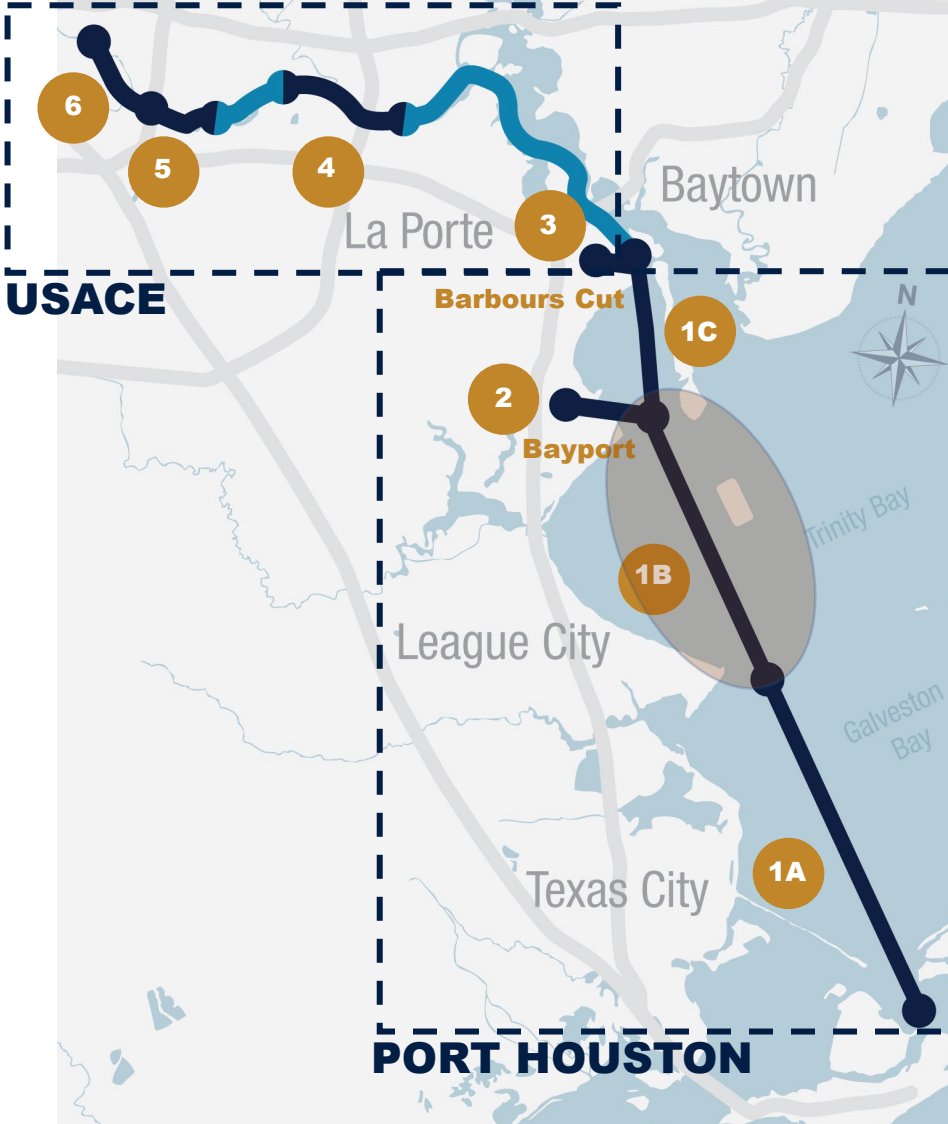 6
5
4
3
Baytown
La Porte
USACE
Barbours Cut
N
1C
2
Bayport
Trinity Bay
1B
League City
Galveston
Bay
1A
Texas City
PORT HOUSTON